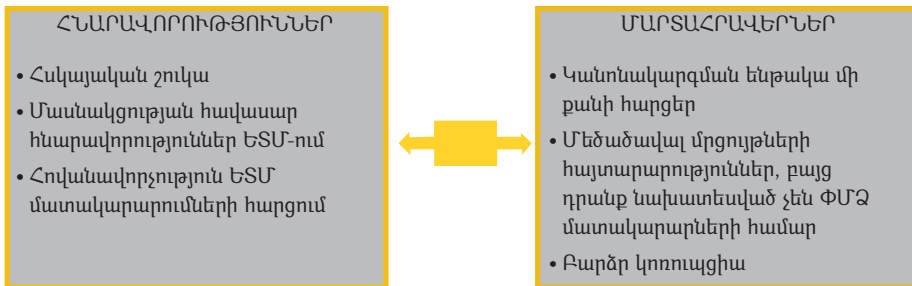 ՀՆԱՐԱՎՈՐՈՒԹՅՈՒՆՆԵՐ
• Հսկայական շուկա
• Մասնակցության հավասար
հնարավորություններ ԵՏՄ-ում
• Հովանավորչություն ԵՏՄ
մատակարարումների հարցում
ՄԱՐՏԱՀՐԱՎԵՐՆԵՐ
• Կանոնակարգման ենթակա մի
քանի հարցեր
• Մեծածավալ մրցույթների
հայտարարություններ, բայց
դրանք նախատեսված չեն ՓՄՁ
մատակարարների համար
• Բարձր կոռուպցիա